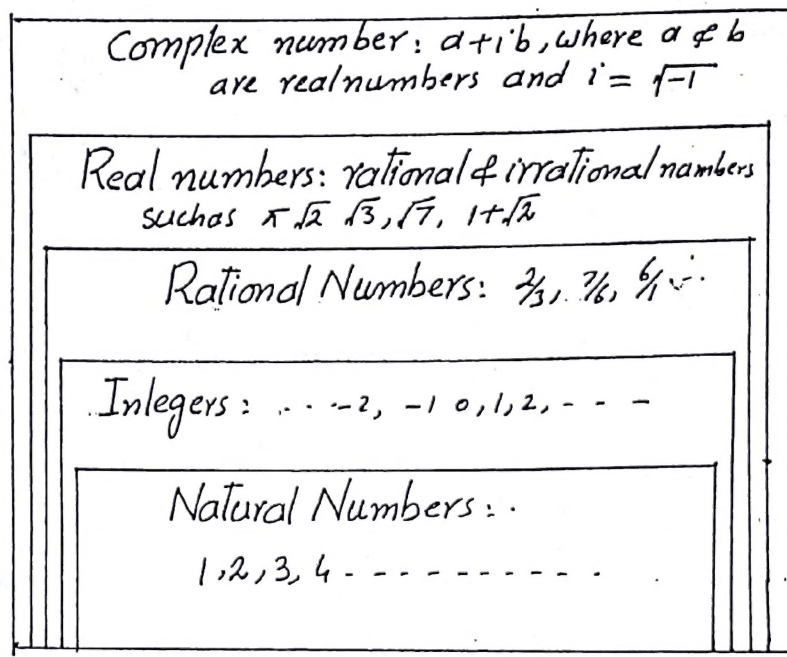 Complex number: a+ib, where a & b
are realnumbers and i = √-1
Real numbers: rational & irrational nambers
suchas π √2 √3, √7, 1+√2
Rational Numbers: 2/3, 7/6, 6/1 ...
Inlegers: ... -2, -1 0, 1, 2, - - -
Natural Numbers:.
1, 2, 3, 4 - - - - - - - - - -